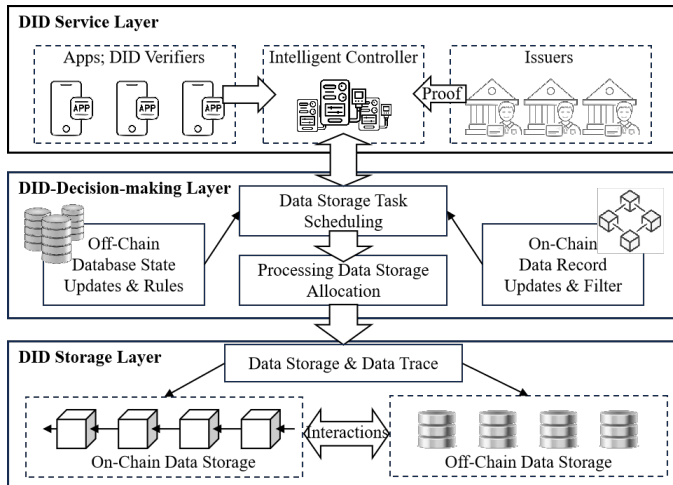 DID Service Layer
Apps; DID Verifiers
Intelligent Controller
Issuers
APP
APP
APP
Proof
DID-Decision-making Layer
Data Storage Task
Scheduling
Off-Chain
Database State
Updates & Rules
On-Chain
Data Record
Updates & Filter
Processing Data Storage
Allocation
DID Storage Layer
Data Storage & Data Trace
Interactions
On-Chain Data Storage
Off-Chain Data Storage